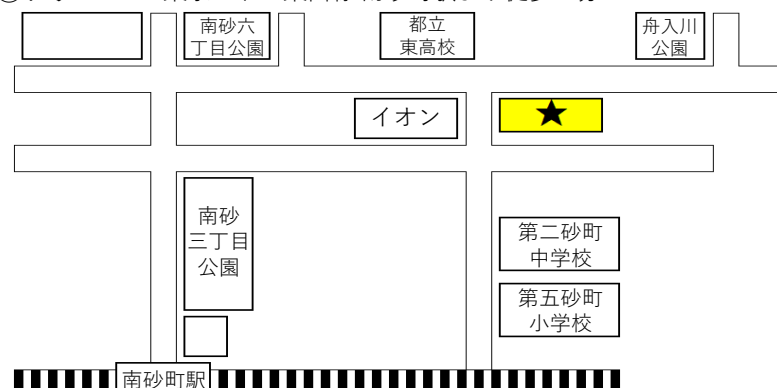 南砂六
丁目公園
都立
東高校
舟入川
公園
イオン
★
南砂
三丁目
公園
第二砂町
中学校
第五砂町
小学校
南砂町駅